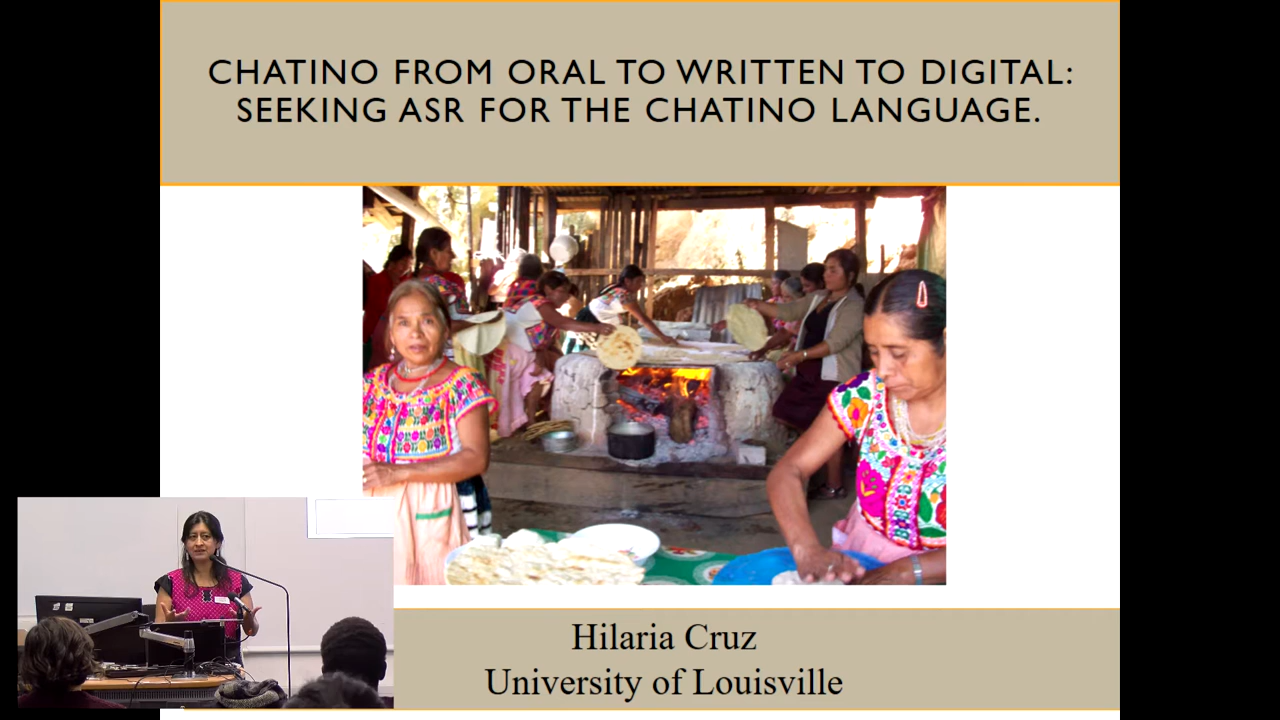 CHATINO FROM ORAL TO WRITTEN TO DIGITAL:
SEEKING ASR FOR THE CHATINO LANGUAGE.
Hilaria Cruz
University of Louisville